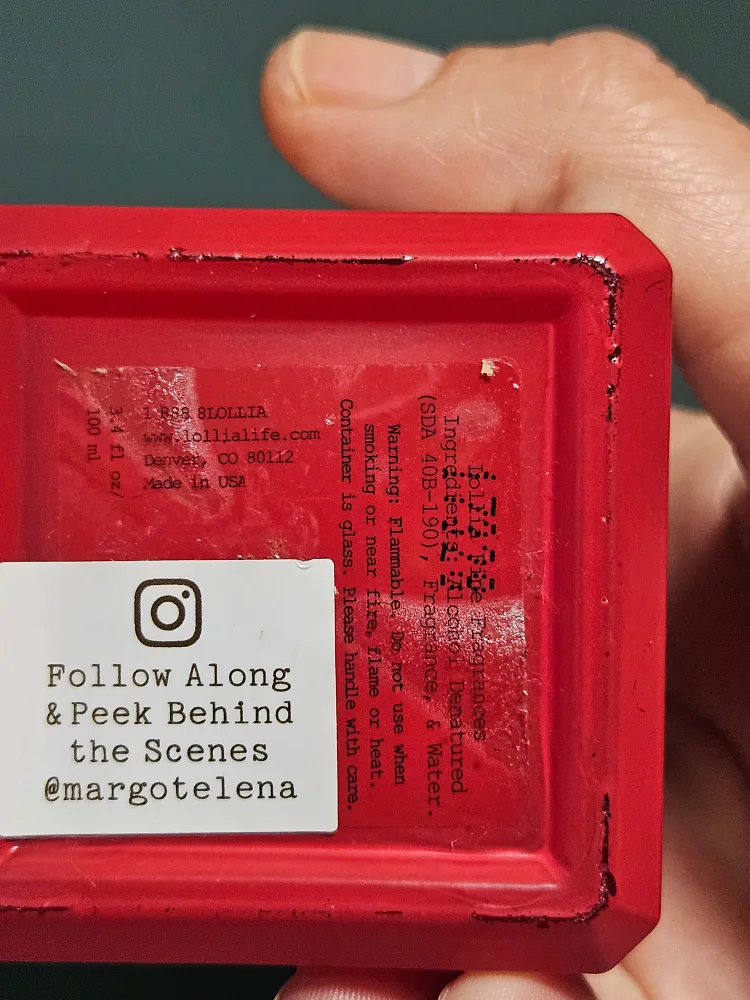 1 888 8LOLLIA
www.lollialife.com
Denver, CO 80112
Made in USA
3.4 fl oz/
100 ml
Lollia Fine Fragrances
Ingredients: Alcohol Denatured
(SDA 40B-190), Fragrance, & Water.
Warning: Flammable. Do not use when
smoking or near fire, flame or heat.
Container is glass. Please handle with care.
Follow Along
& Peek Behind
the Scenes
@margotelena